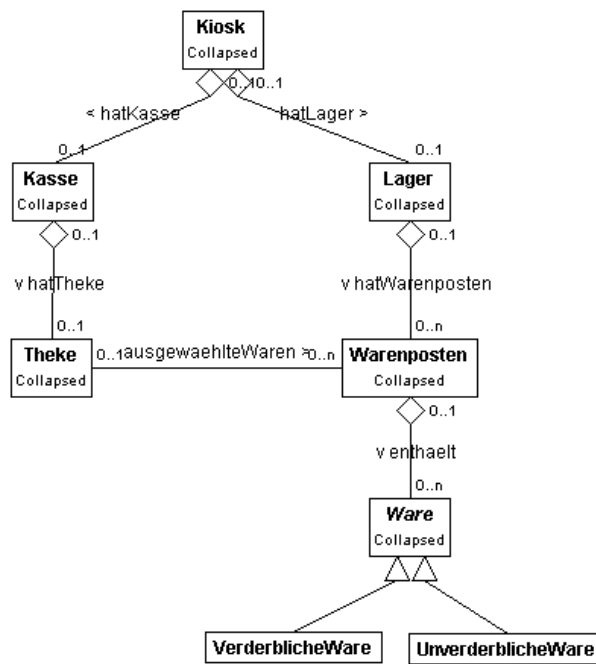 Kiosk
Collapsed
0..1 0..1
< hatKasse
hatLager >
0..1
0..1
Kasse
Collapsed
Lager
Collapsed
0..1
0..1
v hatTheke
v hatWarenposten
0..1
0..n
Theke
Collapsed
0..1 ausgewaehlteWaren > 0..n
Warenposten
Collapsed
0..1
v enthaelt
0..n
Ware
Collapsed
VerderblicheWare
UnverderblicheWare